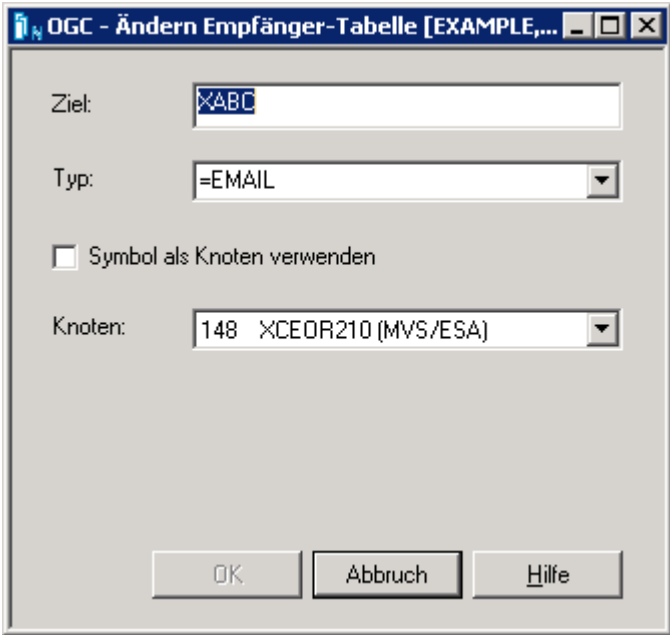 OGC - Ändern Empfänger-Tabelle [EXAMPLE,...
Ziel: XABC
Typ: =EMAIL
Symbol als Knoten verwenden
Knoten: 148 XCEOR210 (MVS/ESA)
OK Abbruch Hilfe